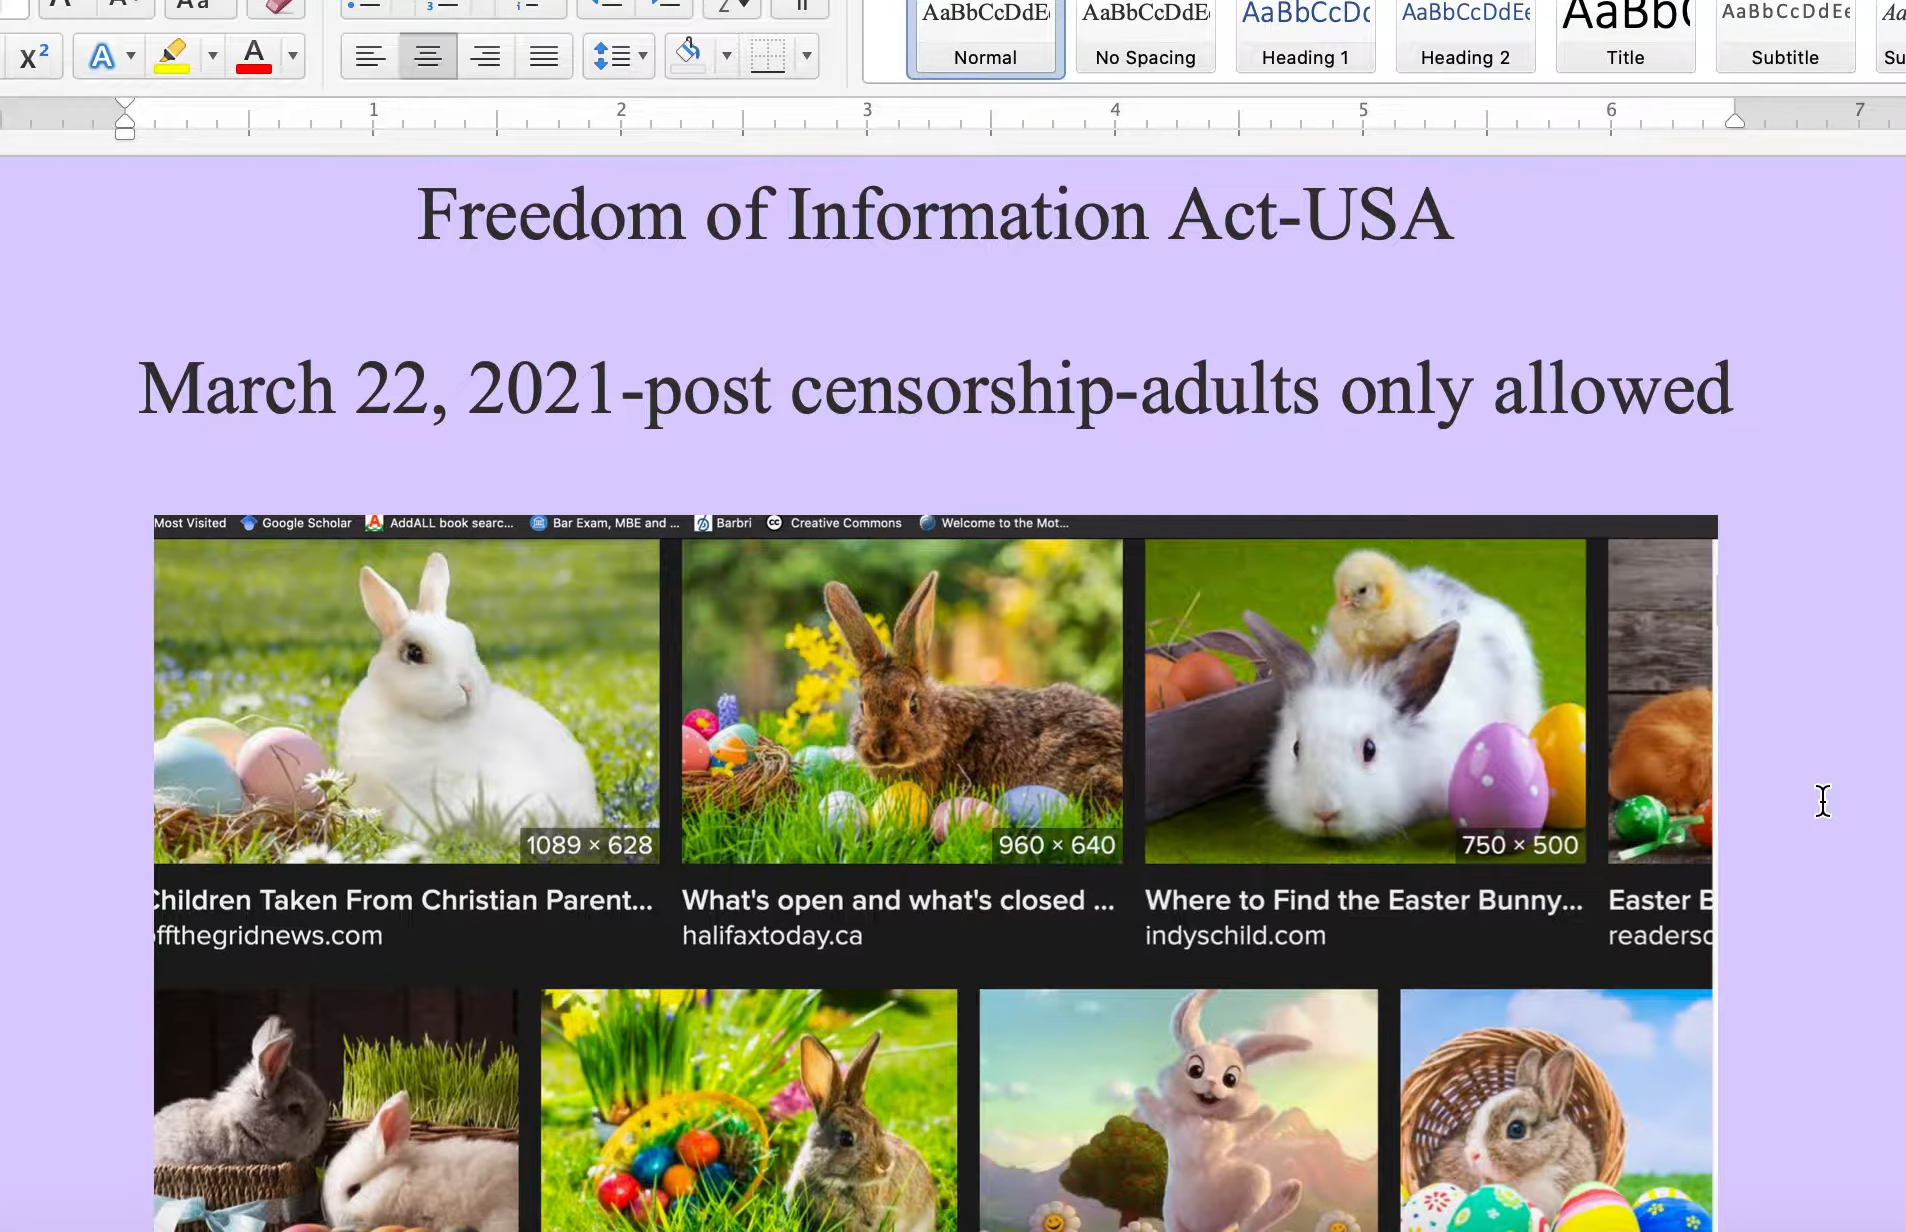 X²
AaBbCcDdE AaBbCcDdE AaBbCcDc AaBbCcDdEe AaBb( AaBbCcDdEe
Normal No Spacing Heading 1 Heading 2 Title Subtitle Su
1 2 3 4 5 6 7
Freedom of Information Act-USA
March 22, 2021-post censorship-adults only allowed
Most Visited Google Scholar AddALL book searc... Bar Exam, MBE and ... Barbri Creative Commons Welcome to the Mot...
1089 × 628 960 × 640 750 × 500
Children Taken From Christian Parent... What's open and what's closed ... Where to Find the Easter Bunny... Easter B
ffthegridnews.com halifaxtoday.ca indyschild.com readersd